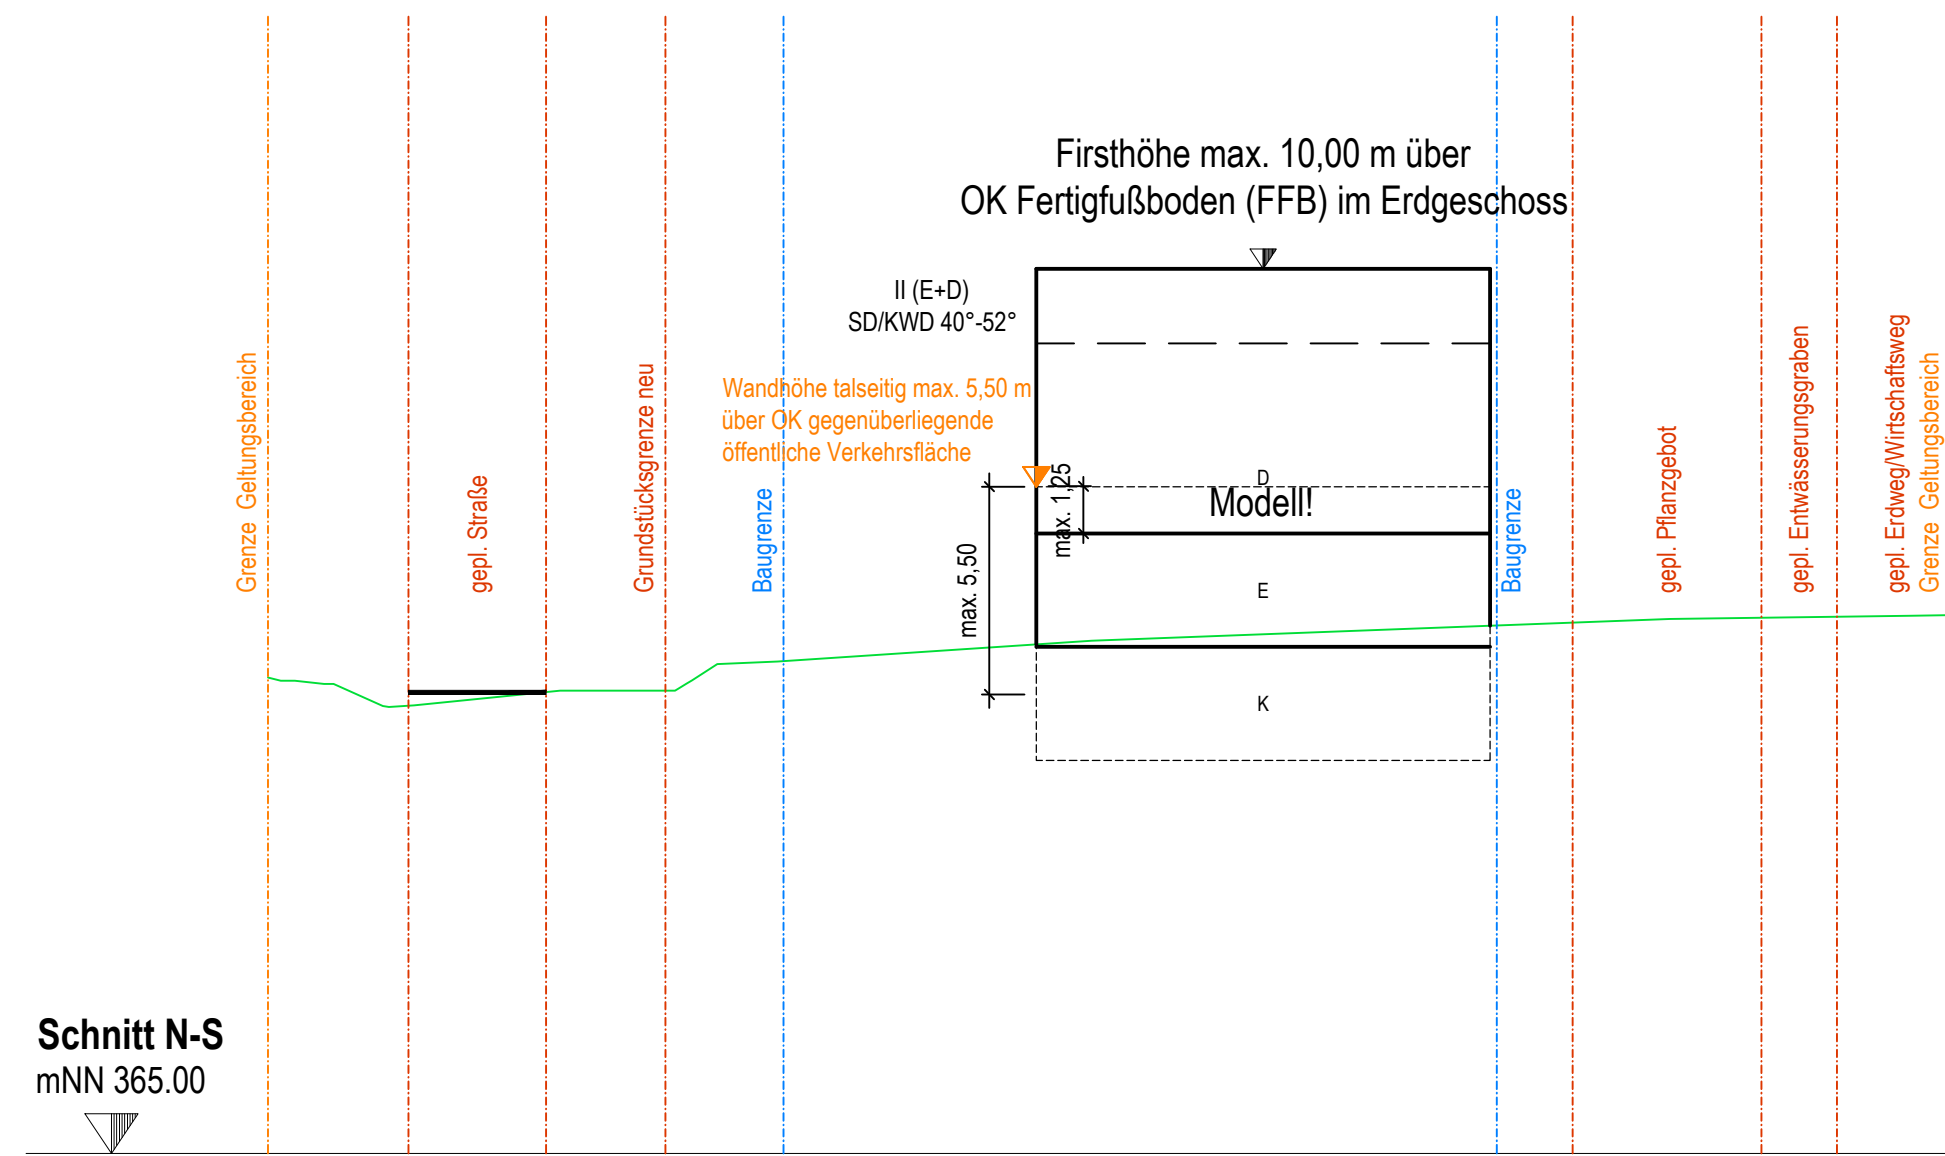 Firsthöhe max. 10,00 m über
OK Fertigfußboden (FFB) im Erdgeschoss
II (E+D)
SD/KWD 40°-52°
Wandhöhe talseitig max. 5,50 m
über OK gegenüberliegende
öffentliche Verkehrsfläche
Grenze Geltungsbereich
gepl. Straße
Grundstücksgrenze neu
Baugrenze
max. 5,50
max. 1,25
D
Modell!
E
K
Baugrenze
gepl. Pflanzgebot
gepl. Entwässerungsgraben
gepl. Erdweg/Wirtschaftsweg
Grenze Geltungsbereich
Schnitt N-S
mNN 365.00